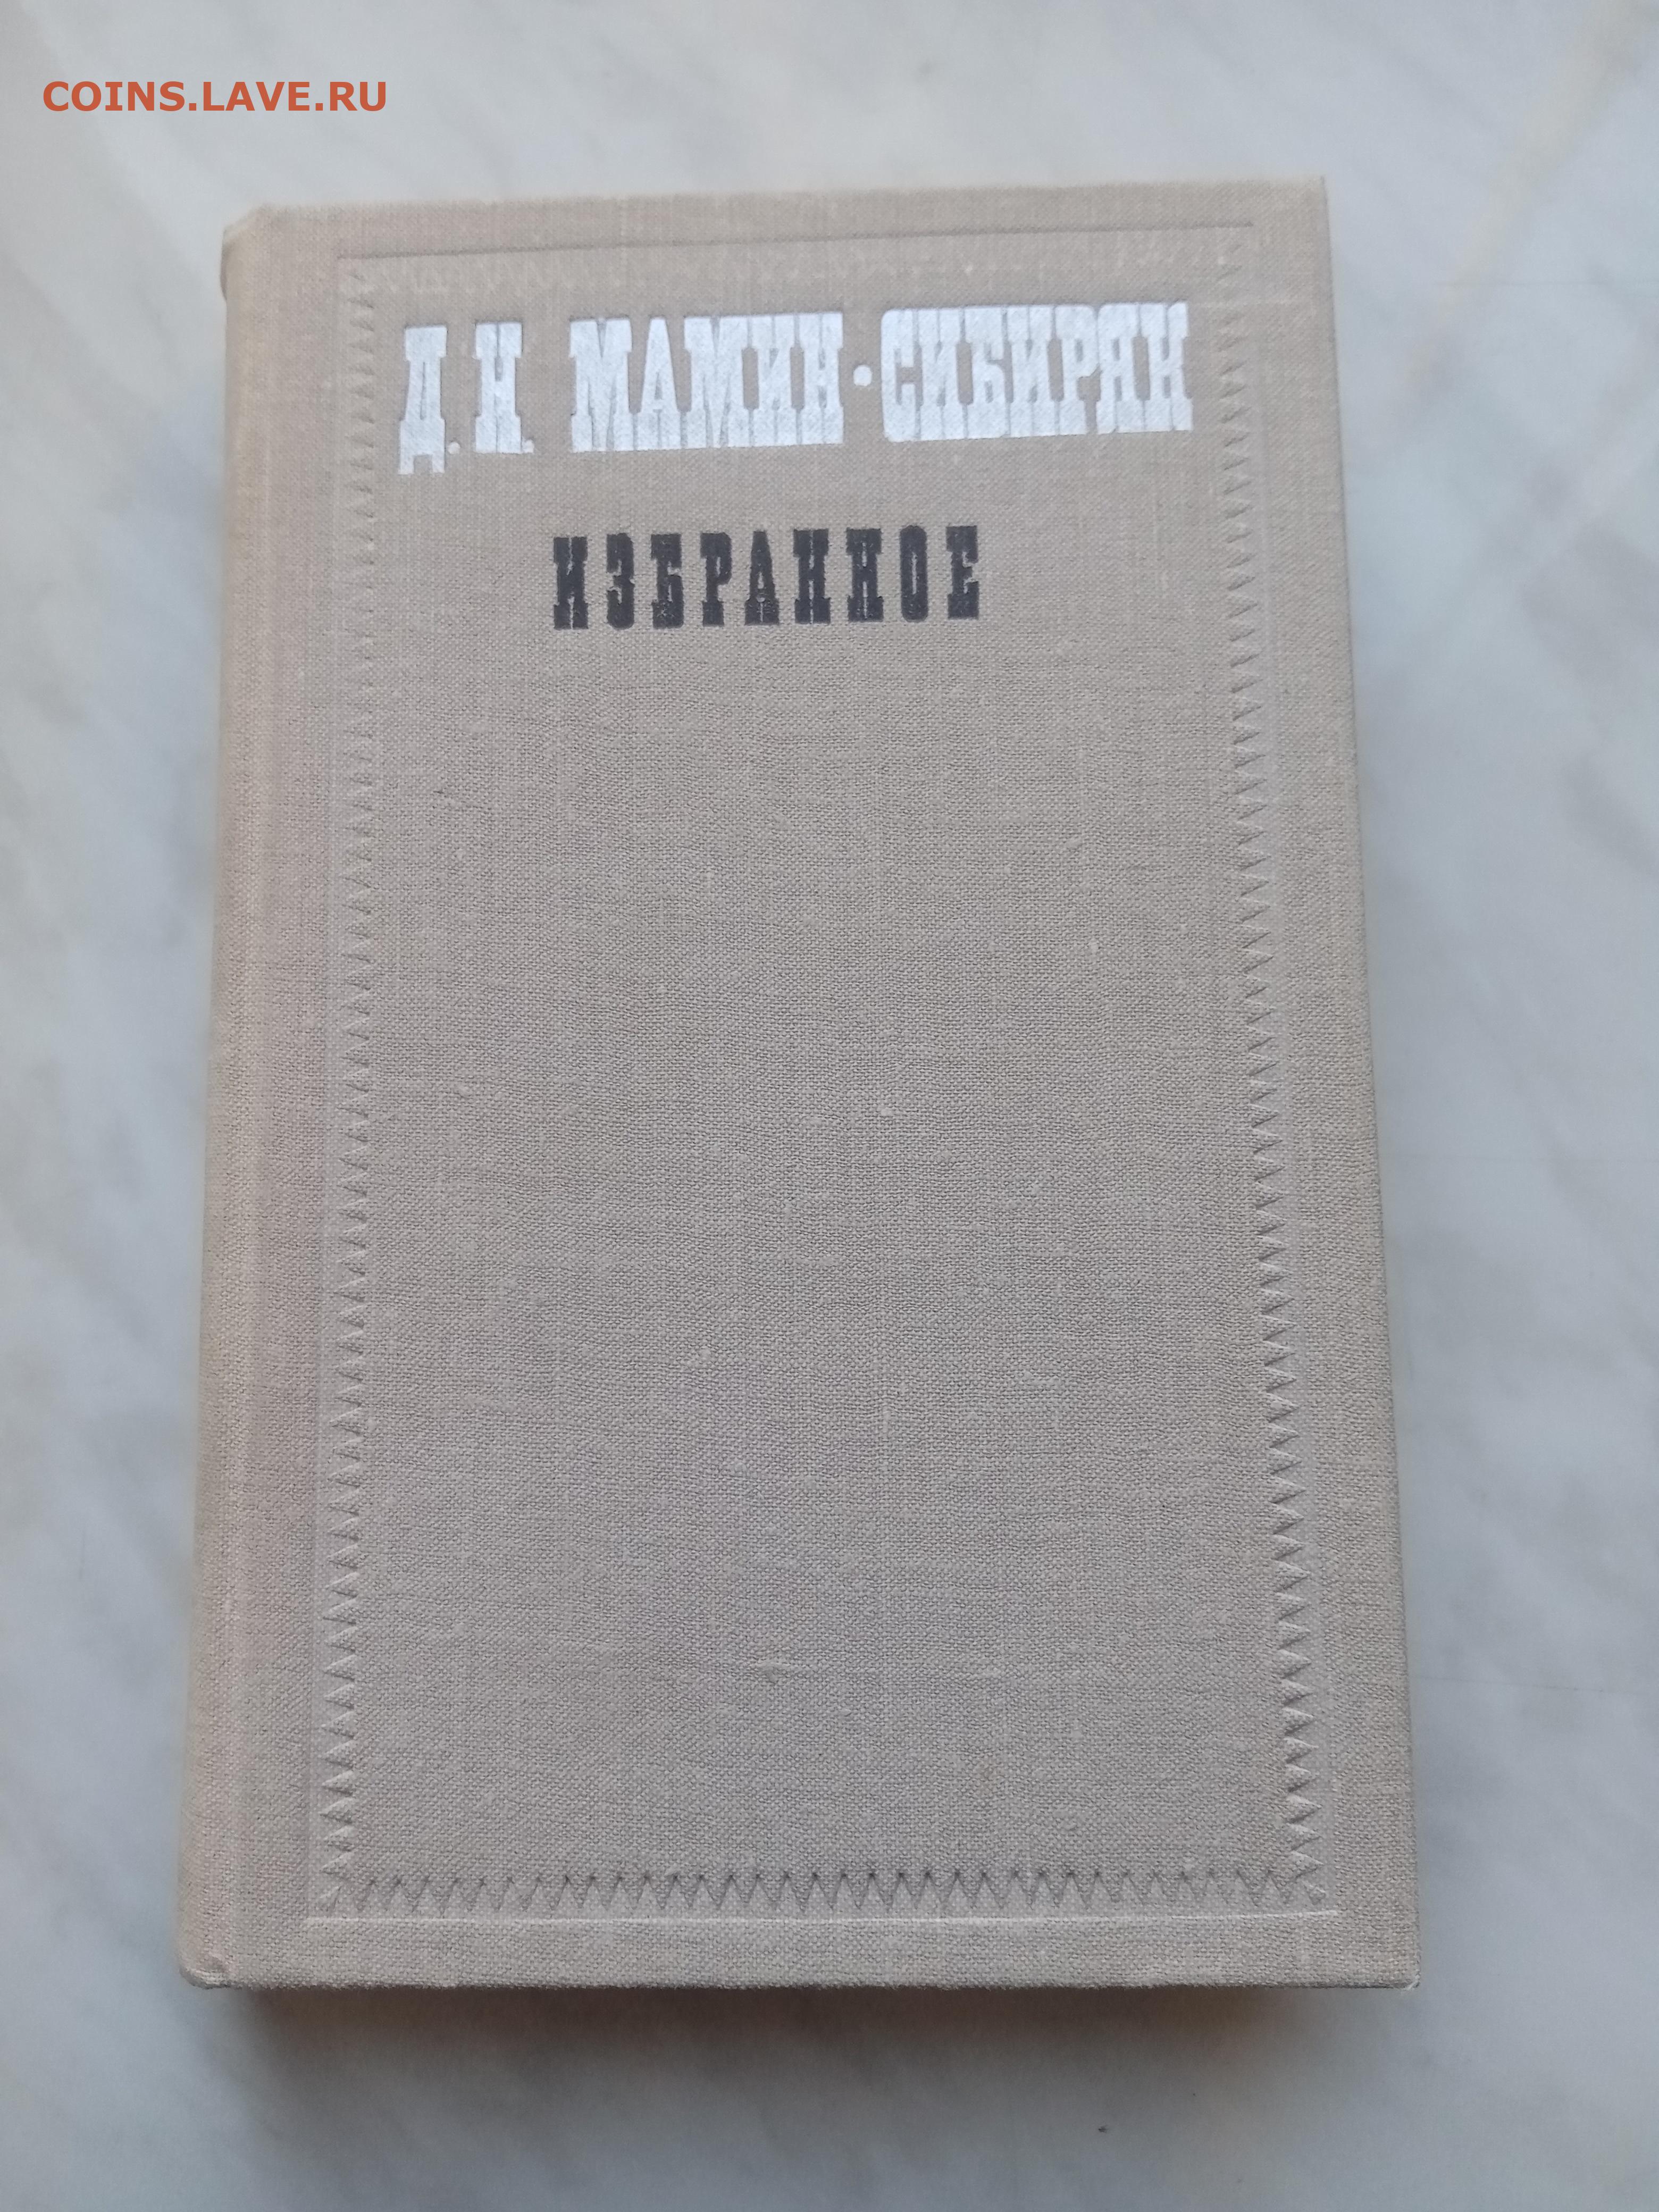 COINS.LAVE.RU
Д.Н. МАМИН·СИБИРЯК
ИЗБРАННОЕ